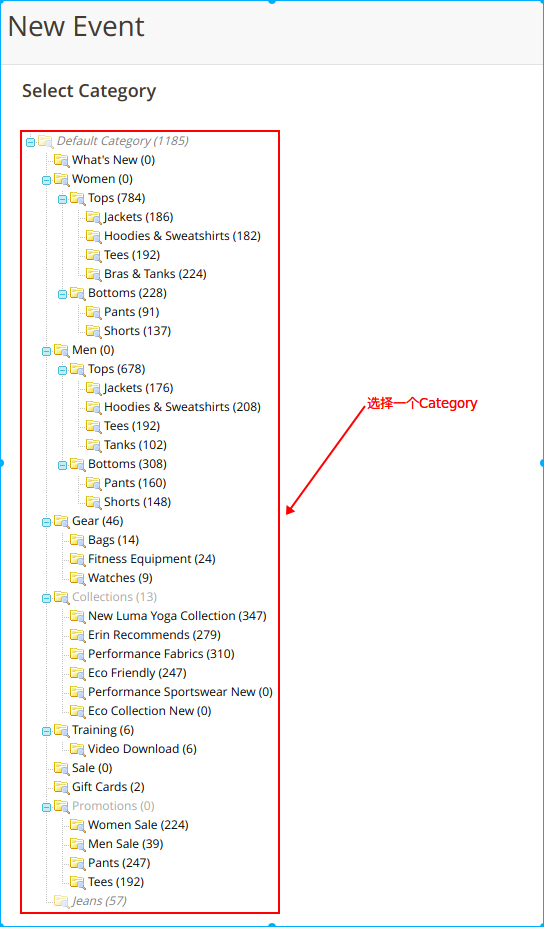 New Event
Select Category
Default Category (1185)
What's New (0)
Women (0)
Tops (784)
Jackets (186)
Hoodies & Sweatshirts (182)
Tees (192)
Bras & Tanks (224)
Bottoms (228)
Pants (91)
Shorts (137)
Men (0)
Tops (678)
Jackets (176)
选择一个Category
Hoodies & Sweatshirts (208)
Tees (192)
Tanks (102)
Bottoms (308)
Pants (160)
Shorts (148)
Gear (46)
Bags (14)
Fitness Equipment (24)
Watches (9)
Collections (13)
New Luma Yoga Collection (347)
Erin Recommends (279)
Performance Fabrics (310)
Eco Friendly (247)
Performance Sportswear New (0)
Eco Collection New (0)
Training (6)
Video Download (6)
Sale (0)
Gift Cards (2)
Promotions (0)
Women Sale (224)
Men Sale (39)
Pants (247)
Tees (192)
Jeans (57)